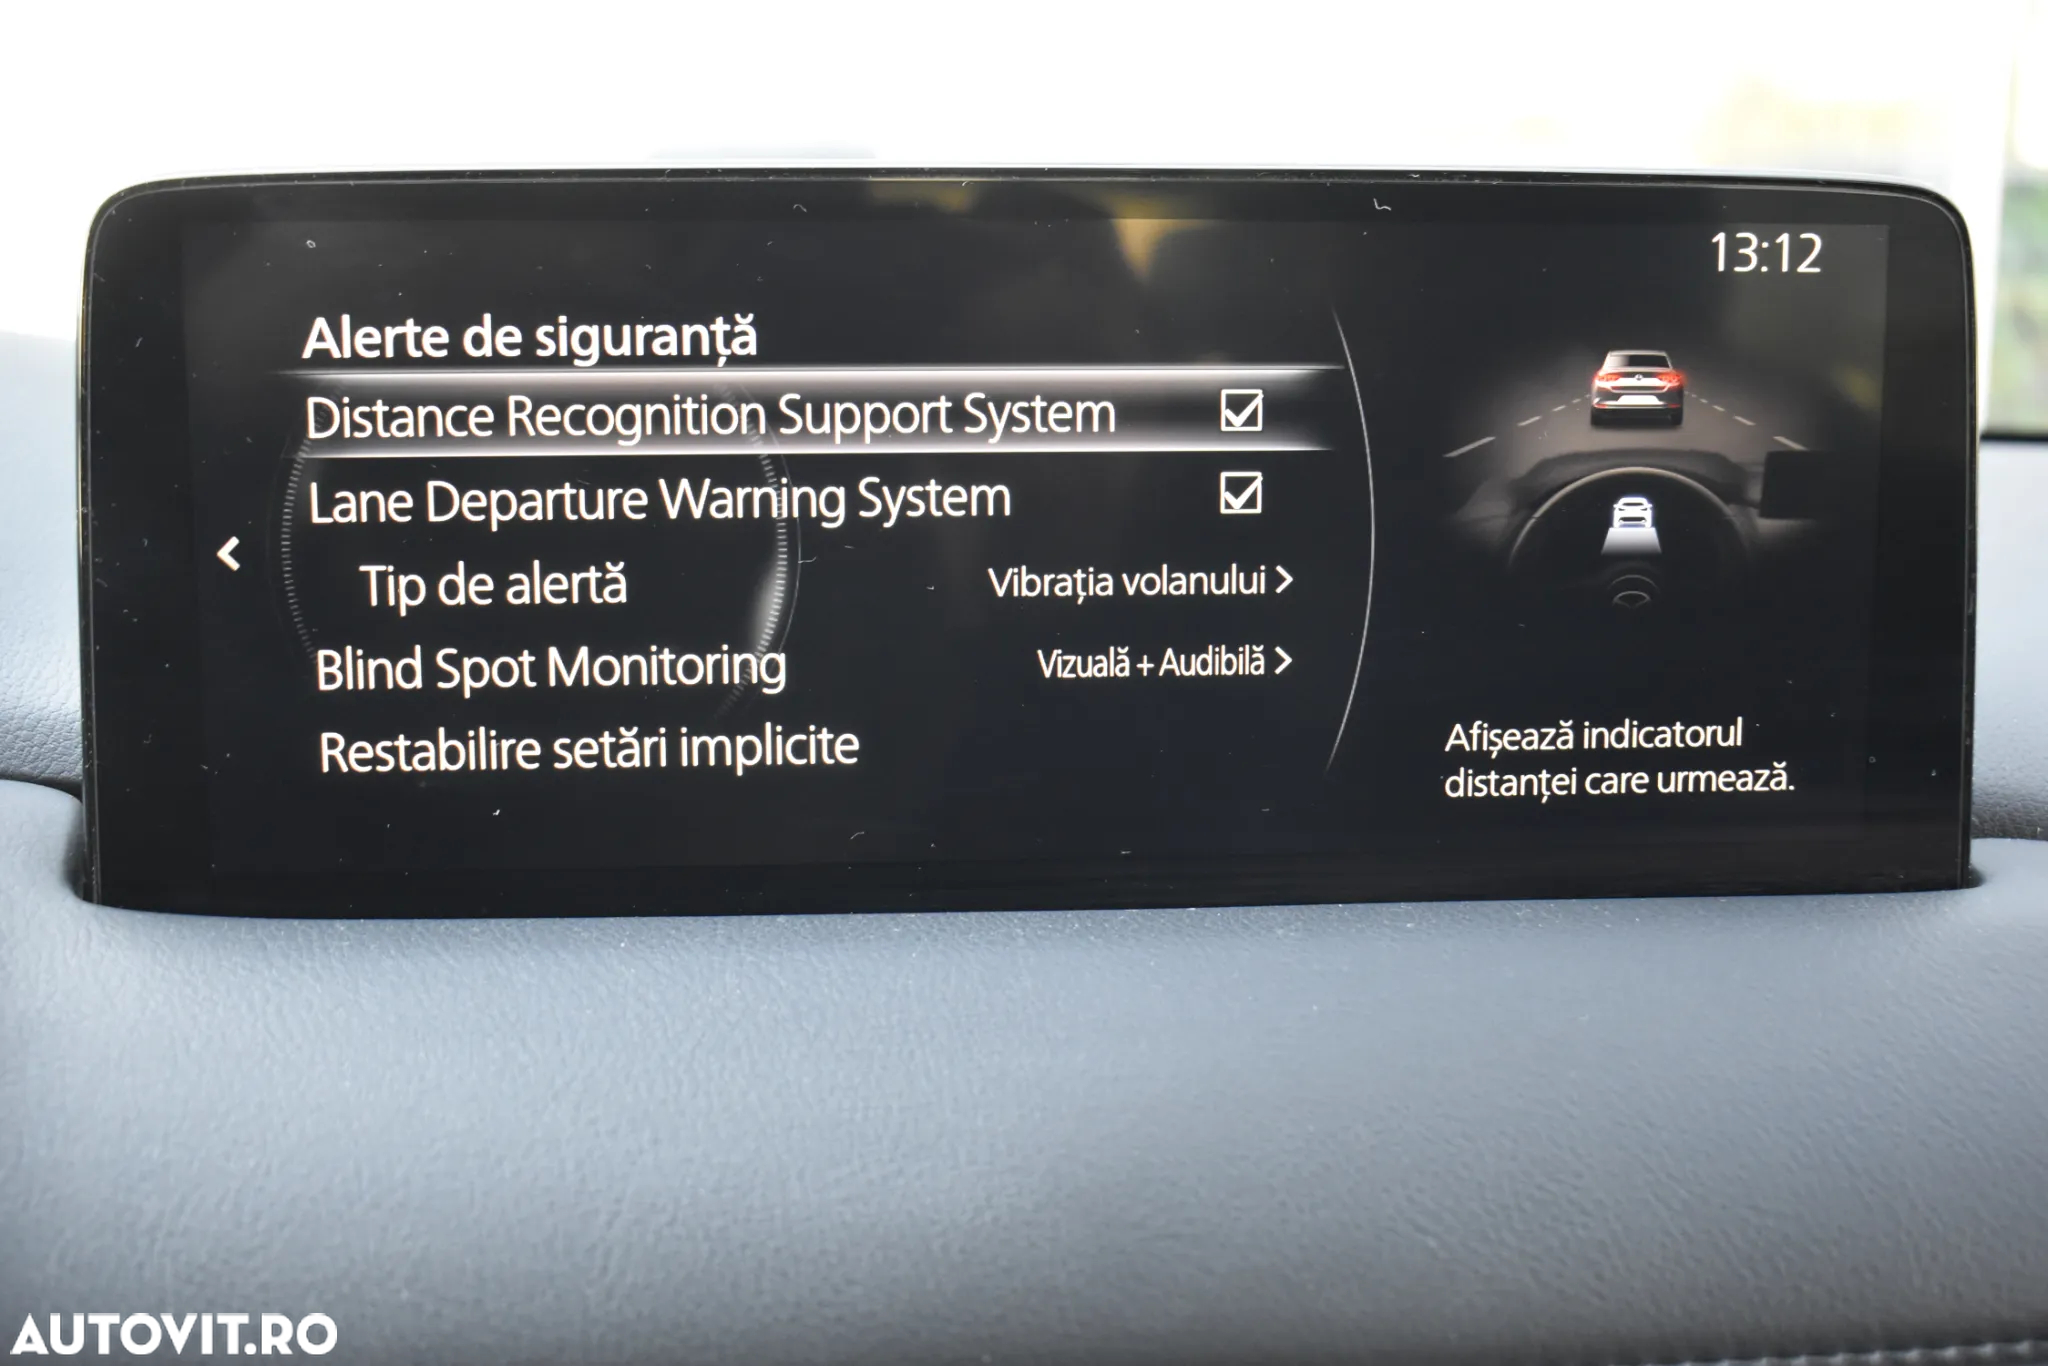 13:12
Alerte de siguranță
Distance Recognition Support System
Lane Departure Warning System
Tip de alertă Vibrația volanului >
Blind Spot Monitoring Vizuală + Audibilă >
Restabilire setări implicite
Afișează indicatorul
distanței care urmează.
AUTOVIT.RO